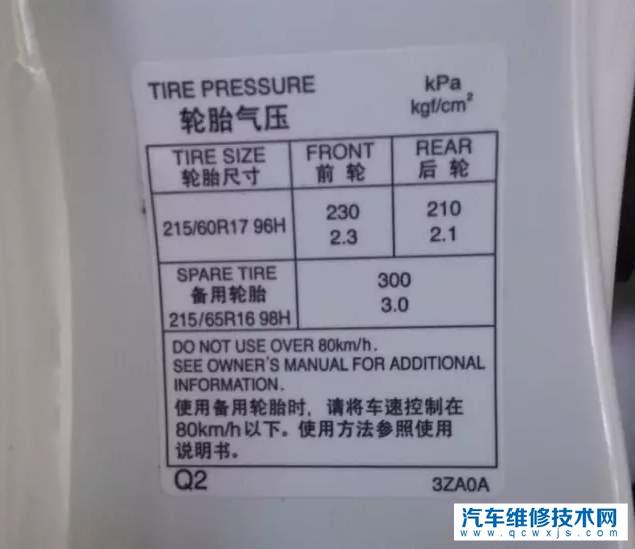 TIRE PRESSURE kPa
轮胎气压 kgf/cm²
TIRE SIZE FRONT REAR
轮胎尺寸 前 轮 后 轮
215/60R17 96H 230 210
2.3 2.1
SPARE TIRE 300
备用轮胎 3.0
215/65R16 98H
DO NOT USE OVER 80km/h.
SEE OWNER'S MANUAL FOR ADDITIONAL
INFORMATION.
使用备用轮胎时，请将车速控制在
80km/h以下。使用方法参照使用
说明书。
Q2 3ZA0A
汽车维修技术网
www.qcwxjs.com